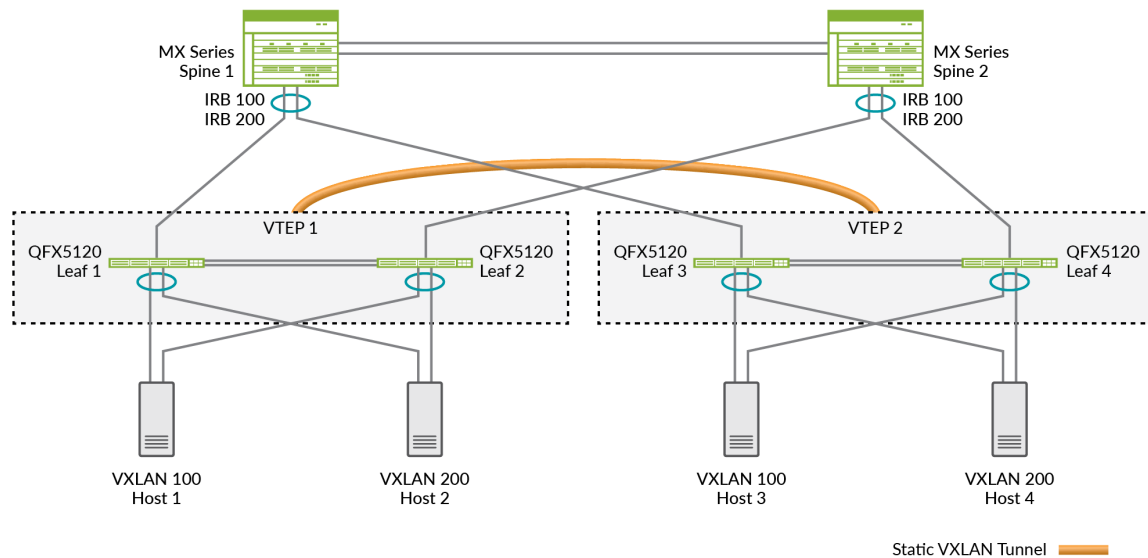 MX Series
Spine 1
MX Series
Spine 2
IRB 100
IRB 200
IRB 100
IRB 200
VTEP 1
VTEP 2
QFX5120
Leaf 1
QFX5120
Leaf 2
QFX5120
Leaf 3
QFX5120
Leaf 4
VXLAN 100
Host 1
VXLAN 200
Host 2
VXLAN 100
Host 3
VXLAN 200
Host 4
Static VXLAN Tunnel